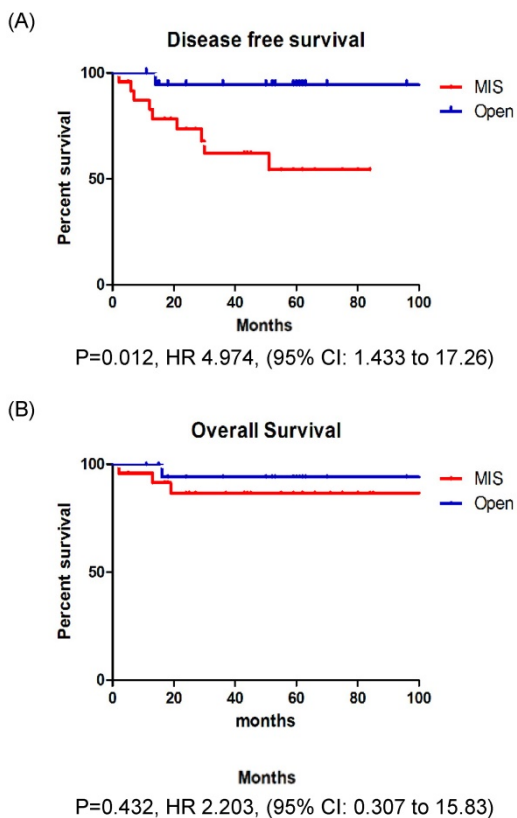 (A)
Disease free survival
Percent survival
100
50
0
0 20 40 60 80 100
Months
MIS
Open
P=0.012, HR 4.974, (95% CI: 1.433 to 17.26)
(B)
Overall Survival
Percent survival
100
50
0
0 20 40 60 80 100
months
MIS
Open
Months
P=0.432, HR 2.203, (95% CI: 0.307 to 15.83)